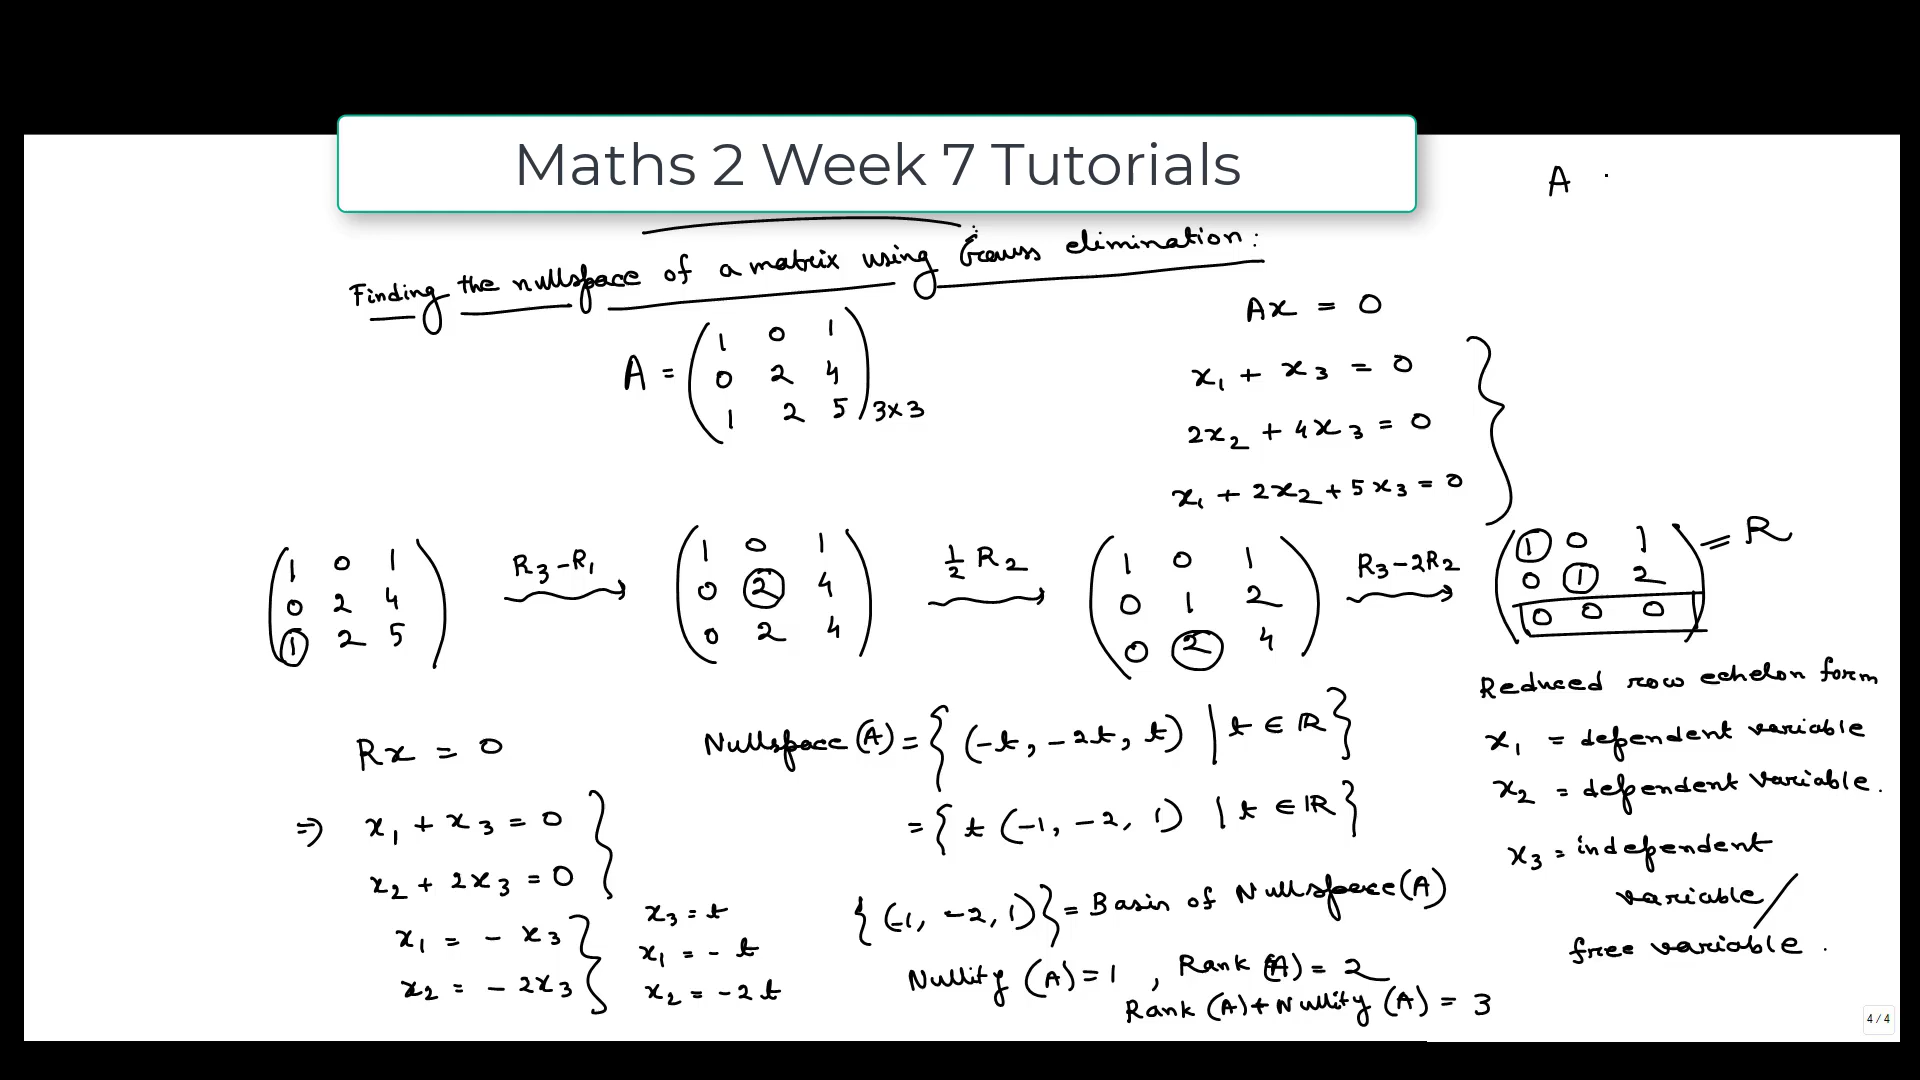 Maths 2 Week 7 Tutorials
A .
Finding the nullspace of a matrix using Gauss elimination:
Ax = 0
A = ( 1 0 1
0 2 4
1 2 5 ) 3x3
x₁ + x₃ = 0
2x₂ + 4x₃ = 0
x₁ + 2x₂ + 5x₃ = 0
( 1 0 1 R₃-R₁ ( 1 0 1 ½ R₂ ( 1 0 1 R₃-2R₂ ( 1 0 1 ) = R
0 2 4 0 2 4 0 1 2 0 1 2
1 2 5 ) 0 2 4 ) 0 2 4 ) 0 0 0 )
Reduced row echelon form
x₁ = dependent variable
x₂ = dependent variable.
x₃ = independent
variable/
free variable.
Rx = 0
⇒ x₁ + x₃ = 0
x₂ + 2x₃ = 0
x₁ = - x₃
x₂ = - 2x₃
x₃ = t
x₁ = - t
x₂ = - 2t
Nullspace (A) = { (-t, -2t, t) | t ∈ ℝ }
= { t (-1, -2, 1) | t ∈ ℝ }
{ (-1, -2, 1) } = Basis of Nullspace (A)
Nullity (A) = 1 , Rank (A) = 2
Rank (A) + Nullity (A) = 3
4 / 4